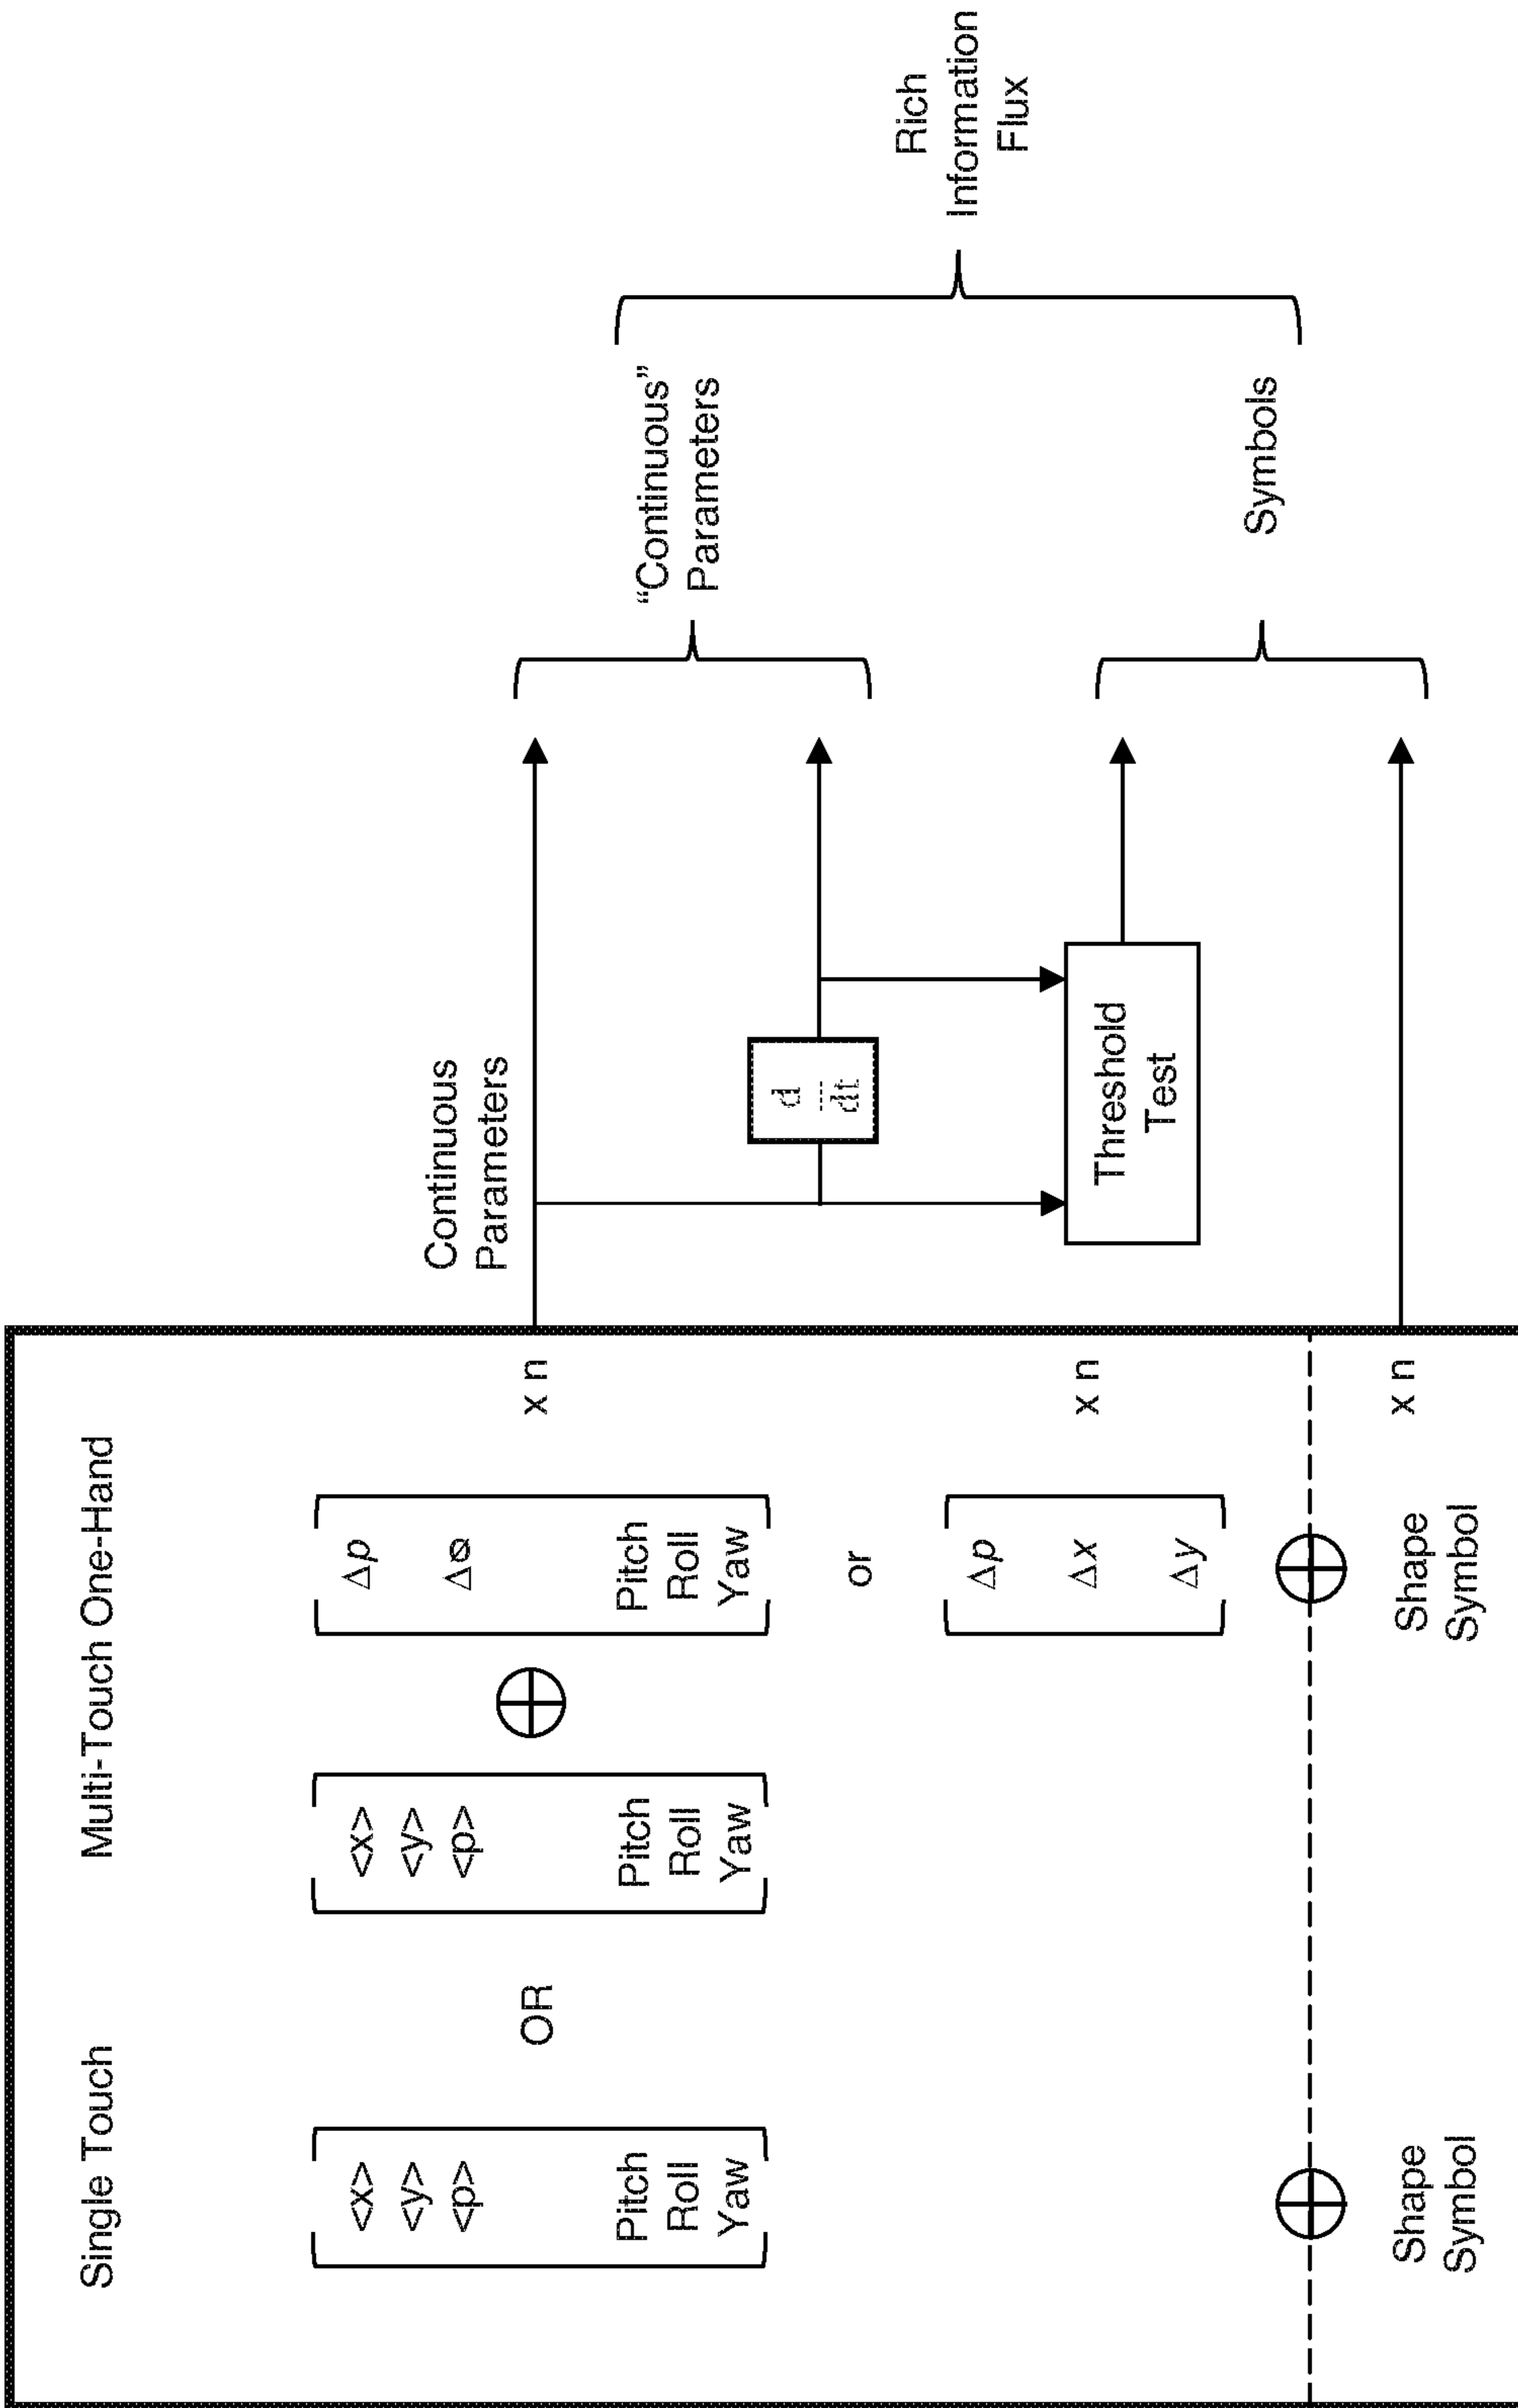 Single Touch
Multi-Touch One-Hand
<x>
<y>
<p>
Pitch
Roll
Yaw
OR
<x>
<y>
<p>
Pitch
Roll
Yaw
Δp
Δø
Pitch
Roll
Yaw
x n
or
Δp
Δx
Δy
x n
Shape
Symbol
Shape
Symbol
x n
Continuous
Parameters
d
dt
Threshold
Test
“Continuous”
Parameters
Symbols
Rich
Information
Flux